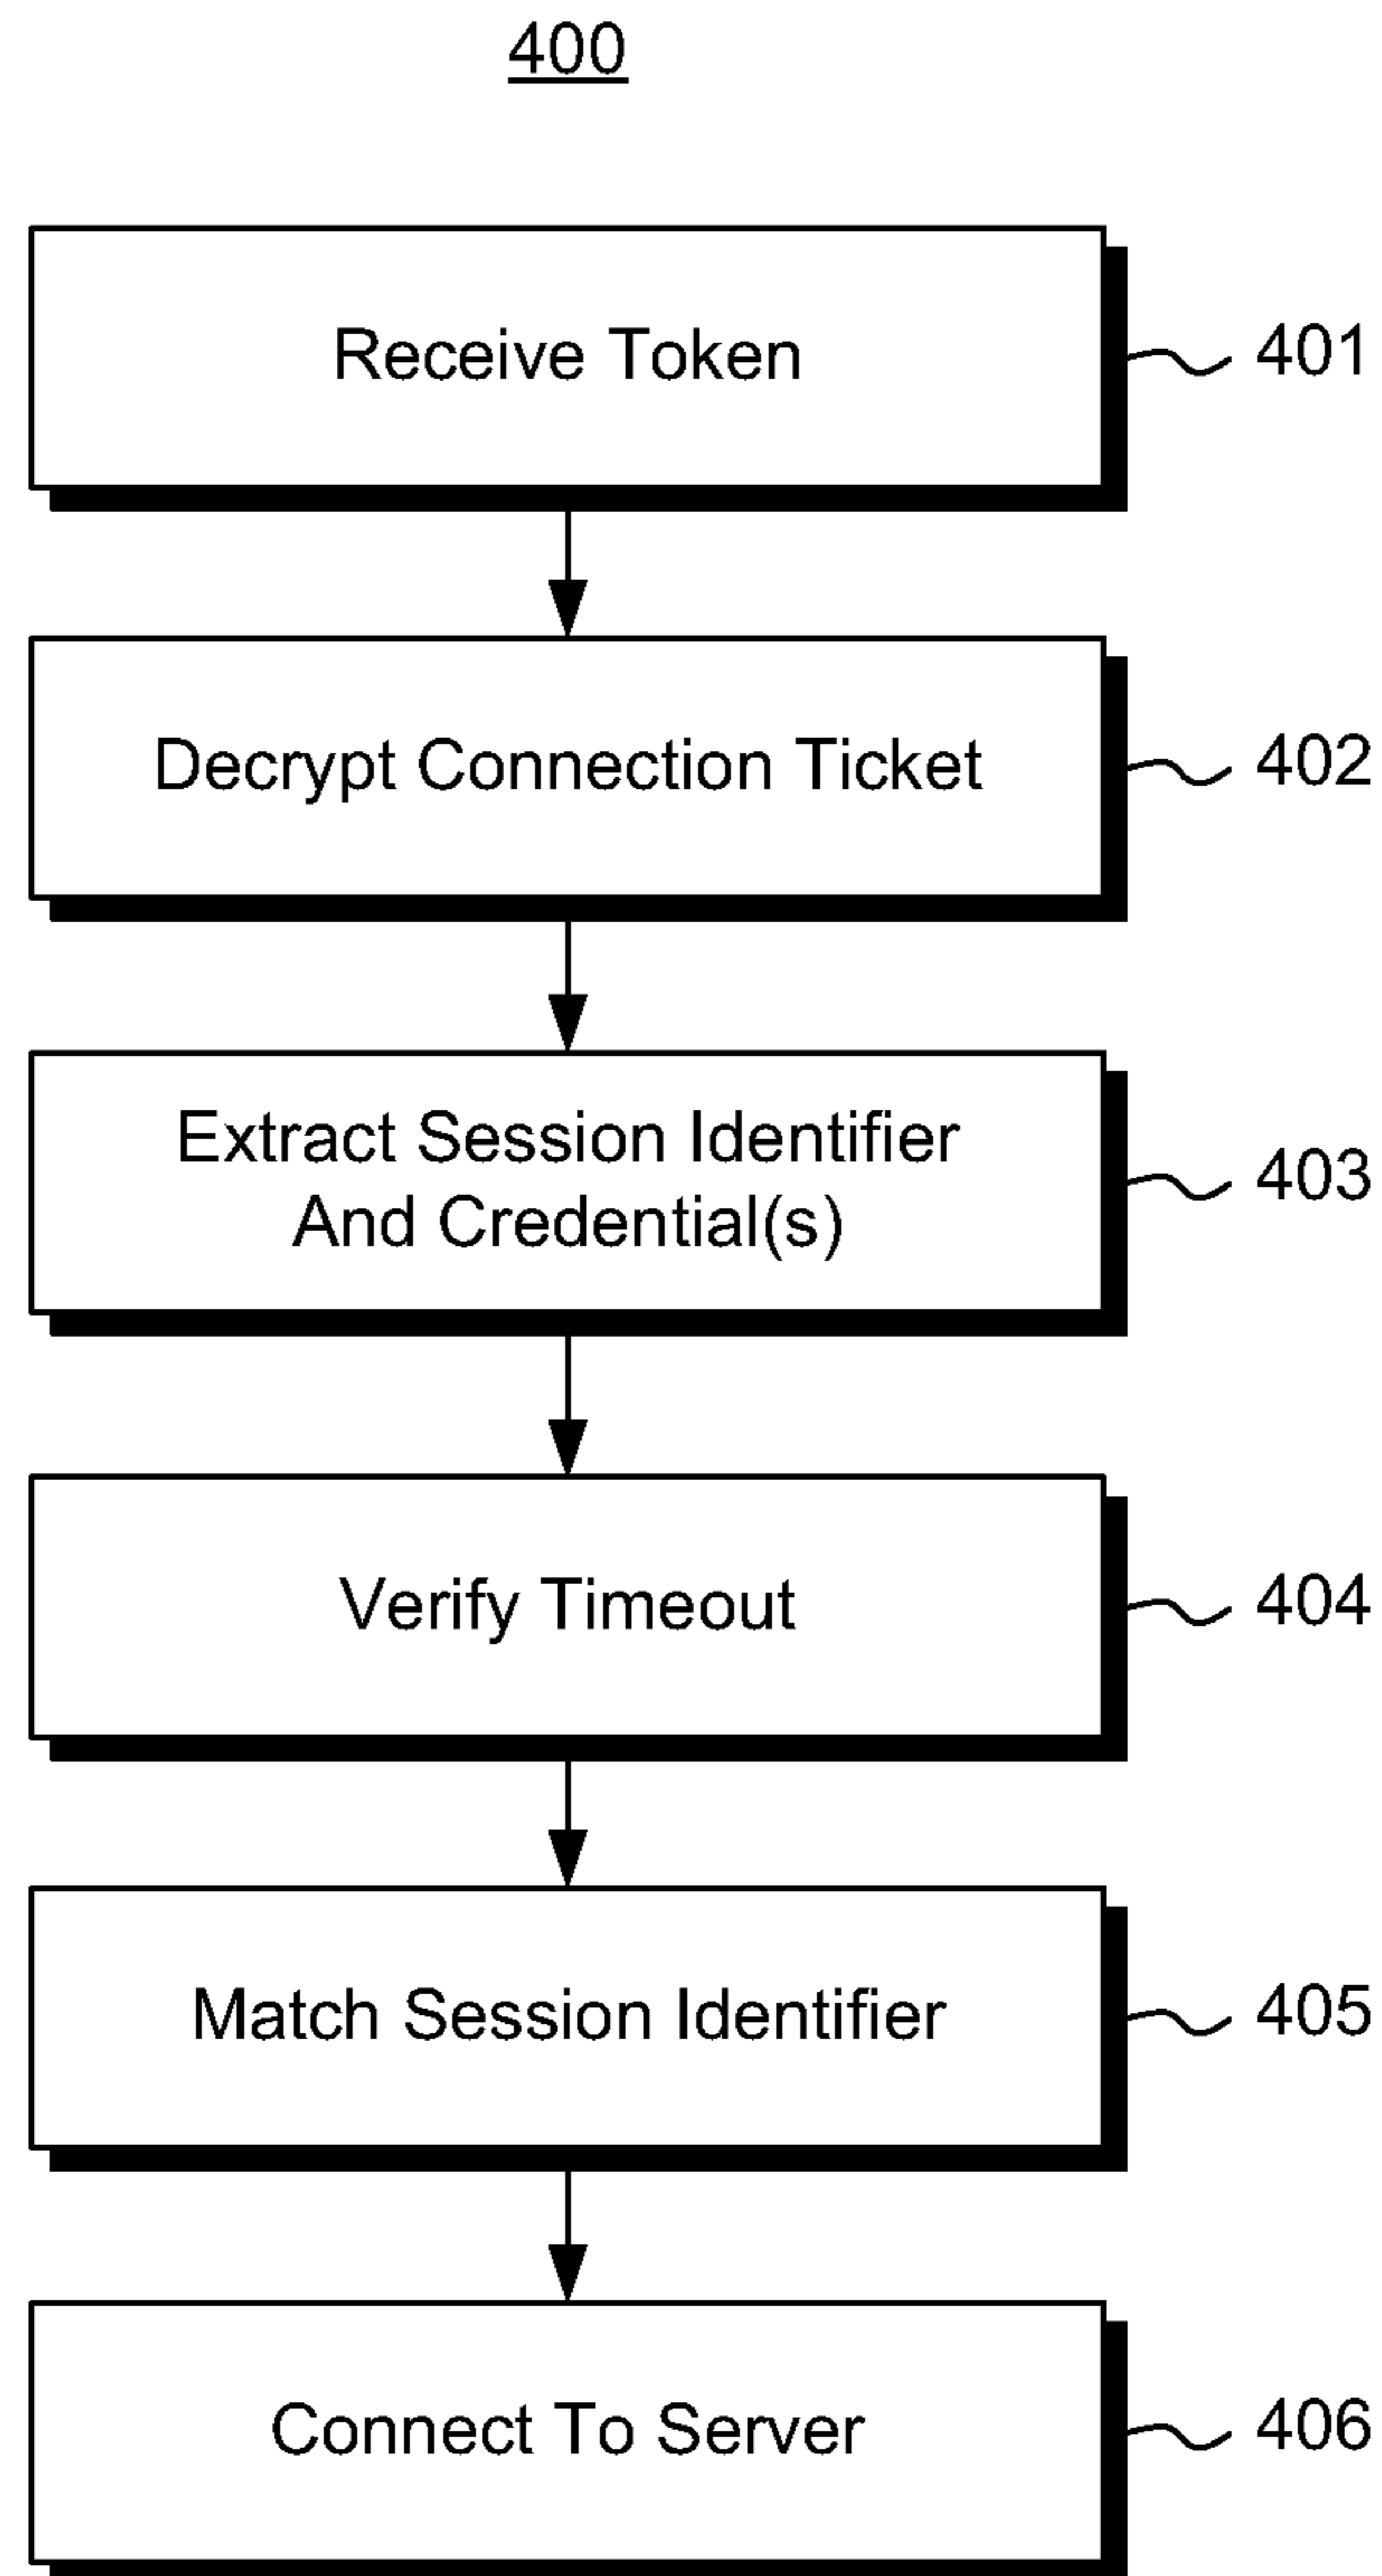 400
Receive Token
401
Decrypt Connection Ticket
402
Extract Session Identifier
And Credential(s)
403
Verify Timeout
404
Match Session Identifier
405
Connect To Server
406